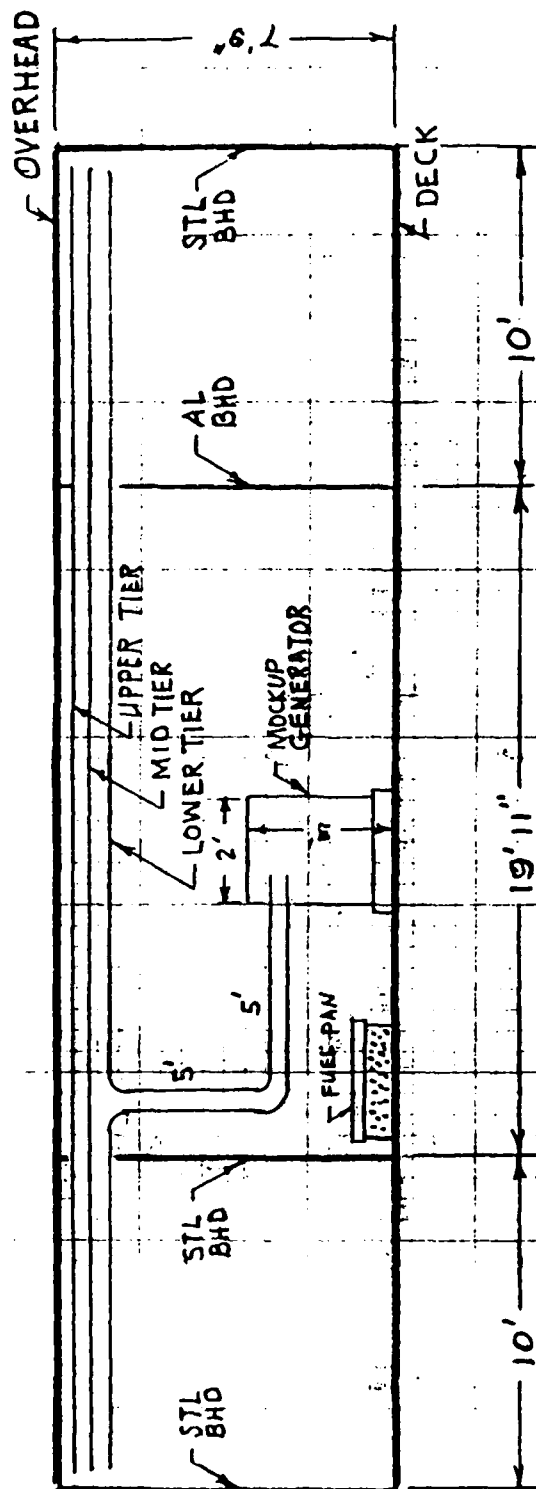 OVERHEAD
7'9"
STL
BHD
DECK
AL
BHD
10'
UPPER TIER
MID TIER
LOWER TIER
MOCKUP
GENERATOR
2'
3'
19'11"
5'
5'
FUEL PAN
STL
BHD
STL
BHD
10'